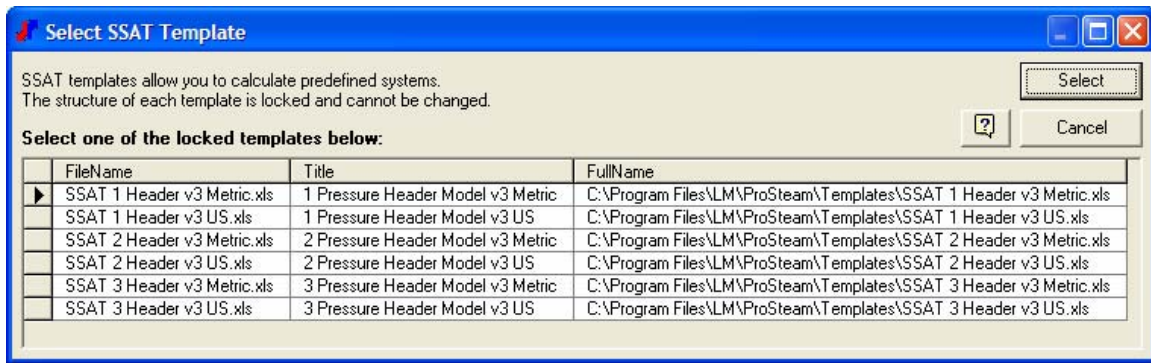 Select SSAT Template
SSAT templates allow you to calculate predefined systems.
The structure of each template is locked and cannot be changed.
Select
Select one of the locked templates below:
?
Cancel
FileName Title FullName
SSAT 1 Header v3 Metric.xls 1 Pressure Header Model v3 Metric C:\Program Files\LM\ProSteam\Templates\SSAT 1 Header v3 Metric.xls
SSAT 1 Header v3 US.xls 1 Pressure Header Model v3 US C:\Program Files\LM\ProSteam\Templates\SSAT 1 Header v3 US.xls
SSAT 2 Header v3 Metric.xls 2 Pressure Header Model v3 Metric C:\Program Files\LM\ProSteam\Templates\SSAT 2 Header v3 Metric.xls
SSAT 2 Header v3 US.xls 2 Pressure Header Model v3 US C:\Program Files\LM\ProSteam\Templates\SSAT 2 Header v3 US.xls
SSAT 3 Header v3 Metric.xls 3 Pressure Header Model v3 Metric C:\Program Files\LM\ProSteam\Templates\SSAT 3 Header v3 Metric.xls
SSAT 3 Header v3 US.xls 3 Pressure Header Model v3 US C:\Program Files\LM\ProSteam\Templates\SSAT 3 Header v3 US.xls